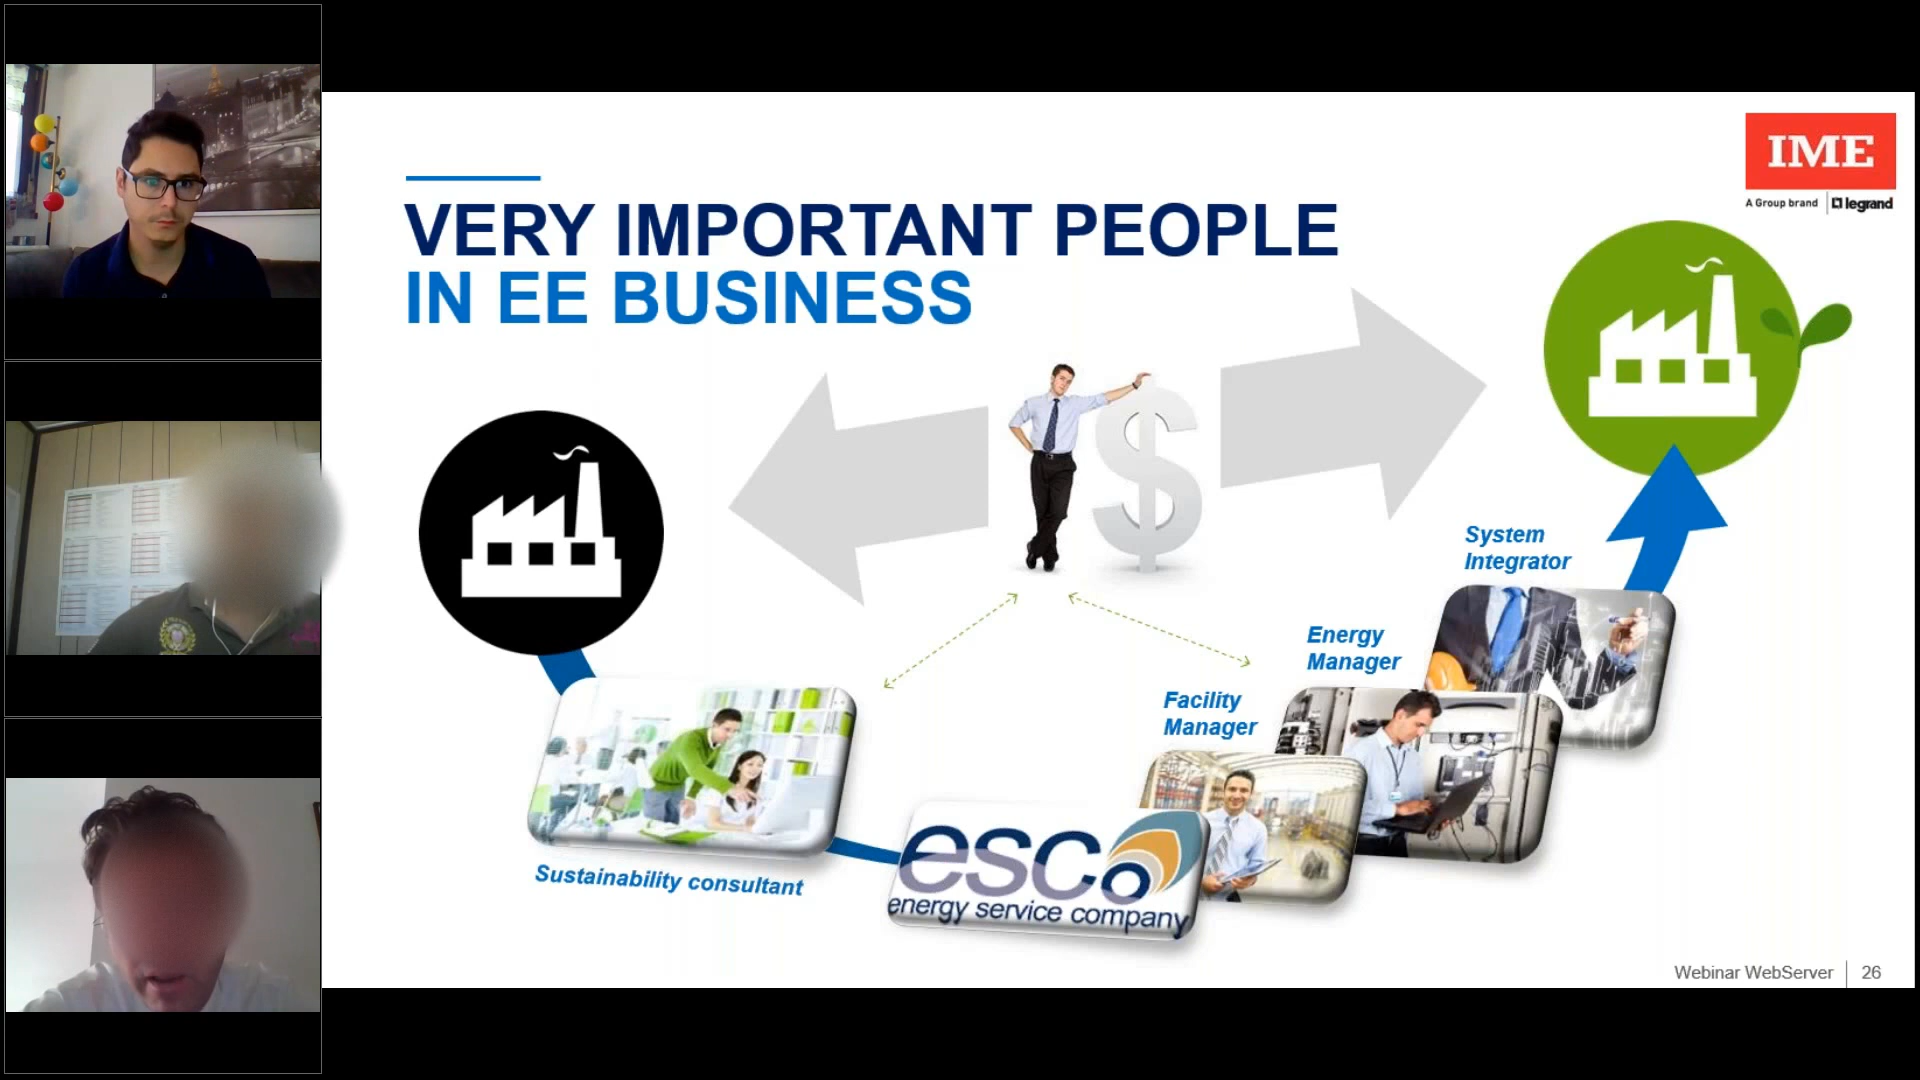 IME
A Group brand
legrand
VERY IMPORTANT PEOPLE
IN EE BUSINESS
$
System
Integrator
Energy
Manager
Facility
Manager
Sustainability consultant
esco
energy service company
Webinar WebServer
26